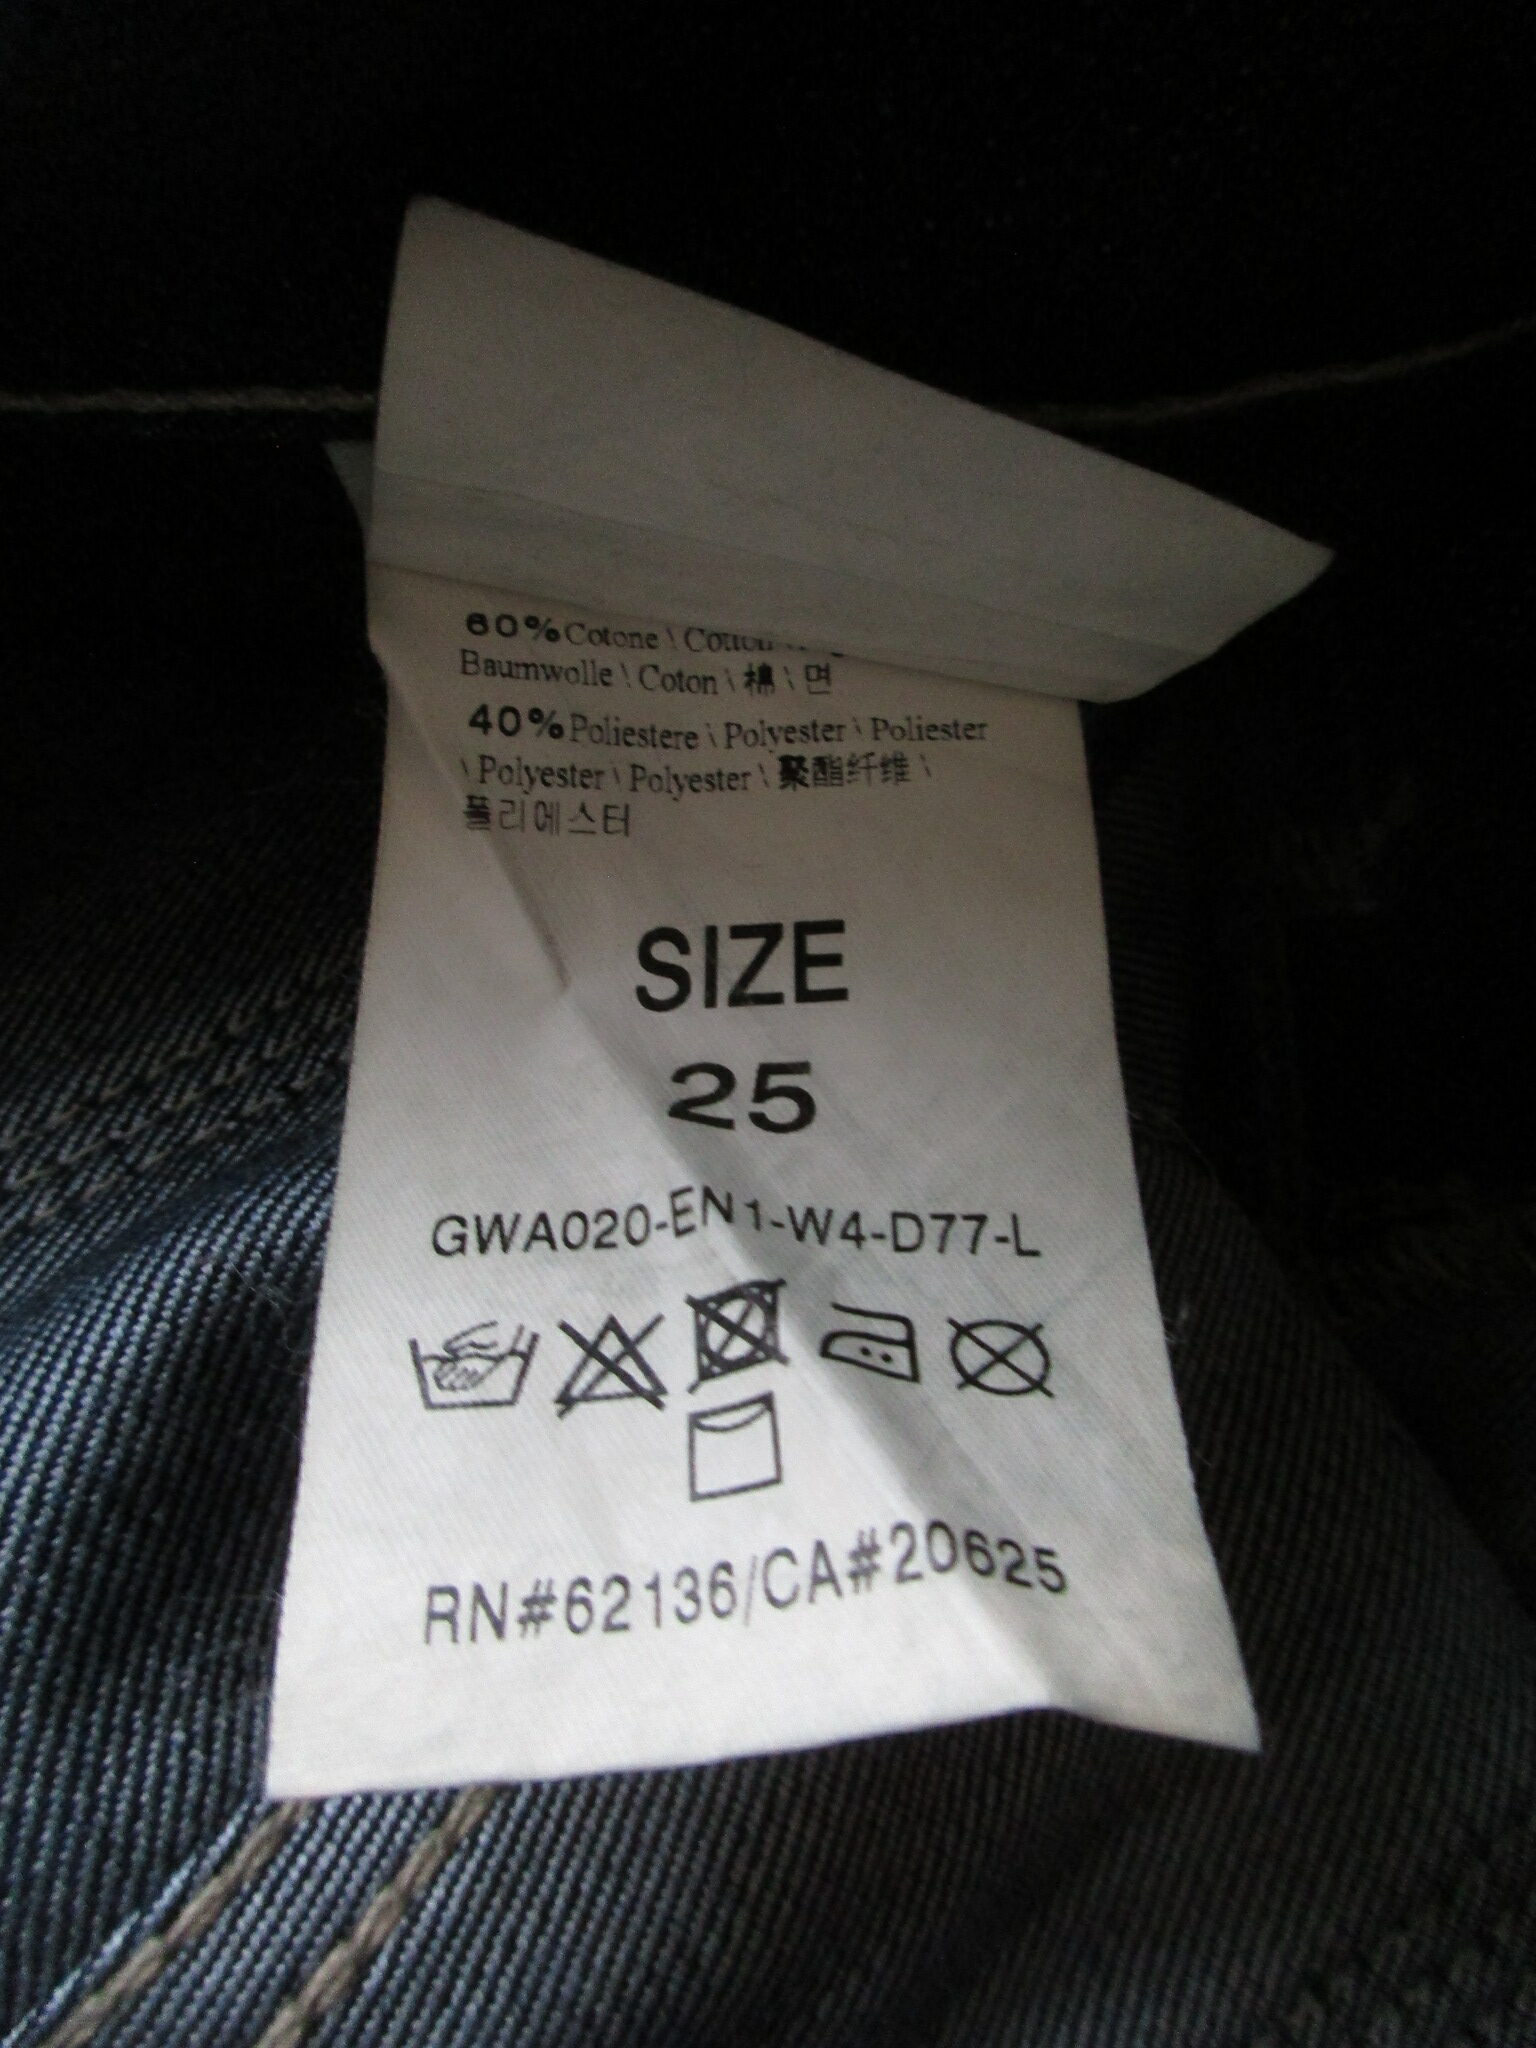 60% Cotone \ Cotton \
Baumwolle \ Coton \ 棉 \ 면
40% Poliestere \ Polyester \ Poliester
\ Polyester \ Polyester \ 聚酯纤维 \
폴리에스터
SIZE
25
GWA020-EN1-W4-D77-L
RN#62136/CA#20625